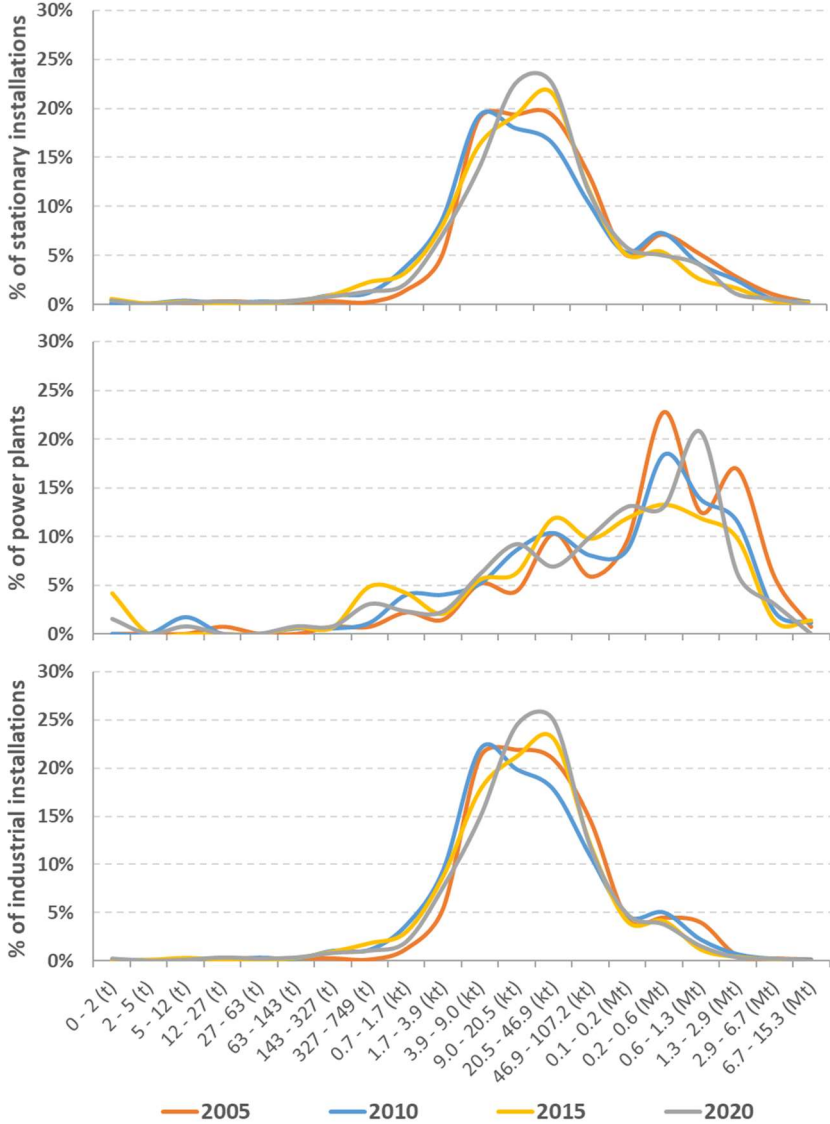 30%
25%
20%
15%
10%
5%
0%
% of stationary installations
30%
25%
20%
15%
10%
5%
0%
% of power plants
30%
25%
20%
15%
10%
5%
0%
% of industrial installations
0 - 2 (t)
2 - 5 (t)
5 - 12 (t)
12 - 27 (t)
27 - 63 (t)
63 - 143 (t)
143 - 327 (t)
327 - 749 (t)
0.7 - 1.7 (kt)
1.7 - 3.9 (kt)
3.9 - 9.0 (kt)
9.0 - 20.5 (kt)
20.5 - 46.9 (kt)
46.9 - 107.2 (kt)
0.1 - 0.2 (Mt)
0.2 - 0.6 (Mt)
0.6 - 1.3 (Mt)
1.3 - 2.9 (Mt)
2.9 - 6.7 (Mt)
6.7 - 15.3 (Mt)
2005 2010 2015 2020